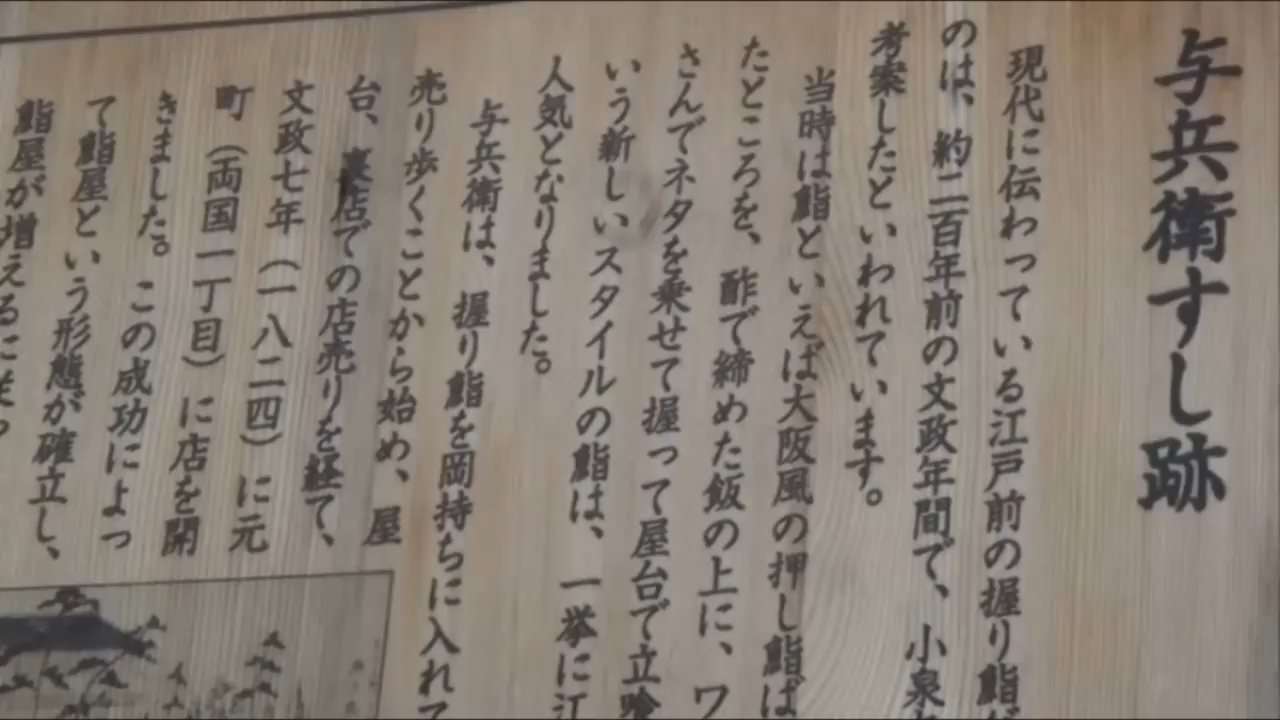 与兵衛すし跡
現代に伝わっている江戸前の握り鮨が
のは、約二百年前の文政年間で、小泉
考案したといわれています。
当時は鮨といえば大阪風の押し鮨ば
たところを、酢で締めた飯の上に、ワ
さんでネタを乗せて握って屋台で立喰
いう新しいスタイルの鮨は、一挙に江
人気となりました。
与兵衛は、握り鮨を岡持ちに入れて
売り歩くことから始め、屋
台、裏店での店売りを経て、
文政七年(一八二四)に元
町(両国一丁目)に店を開
きました。この成功によっ
て鮨屋という形態が確立し、
鮨屋が増えるに